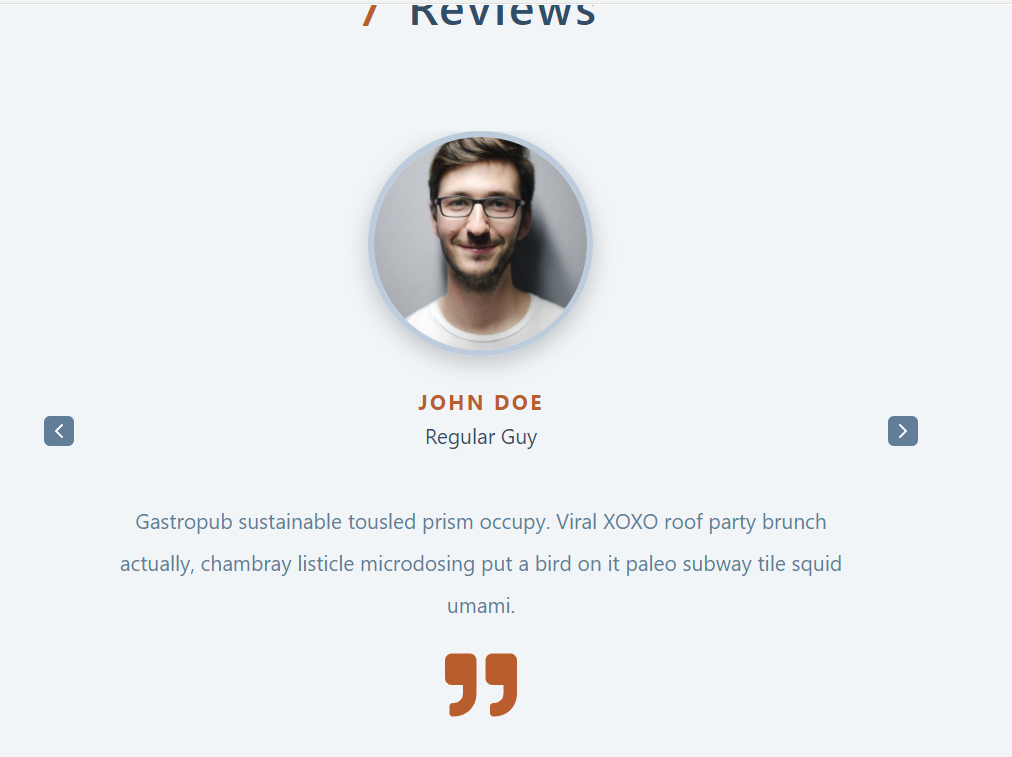 / Reviews
JOHN DOE
Regular Guy
Gastropub sustainable tousled prism occupy. Viral XOXO roof party brunch
actually, chambray listicle microdosing put a bird on it paleo subway tile squid
umami.